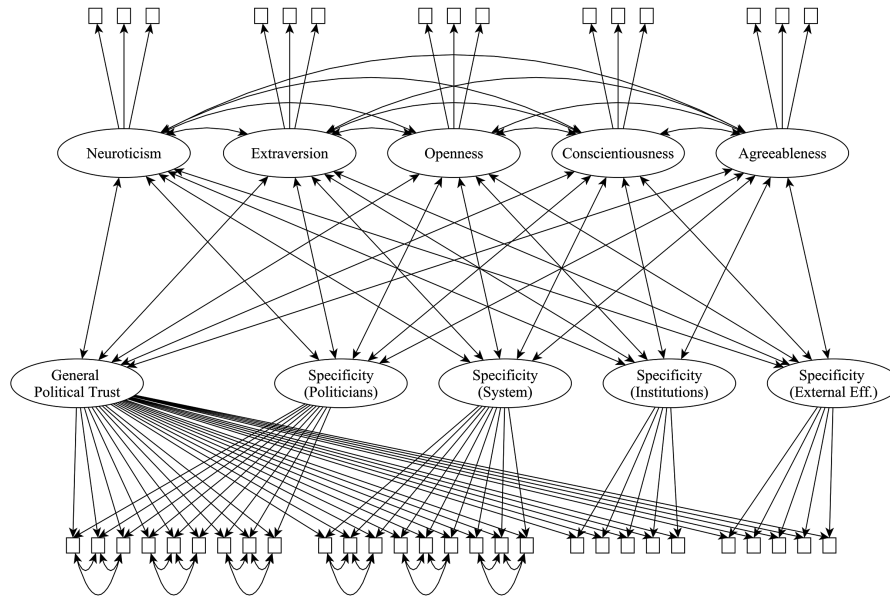 Neuroticism
Extraversion
Openness
Conscientiousness
Agreeableness
General
Political Trust
Specificity
(Politicians)
Specificity
(System)
Specificity
(Institutions)
Specificity
(External Eff.)